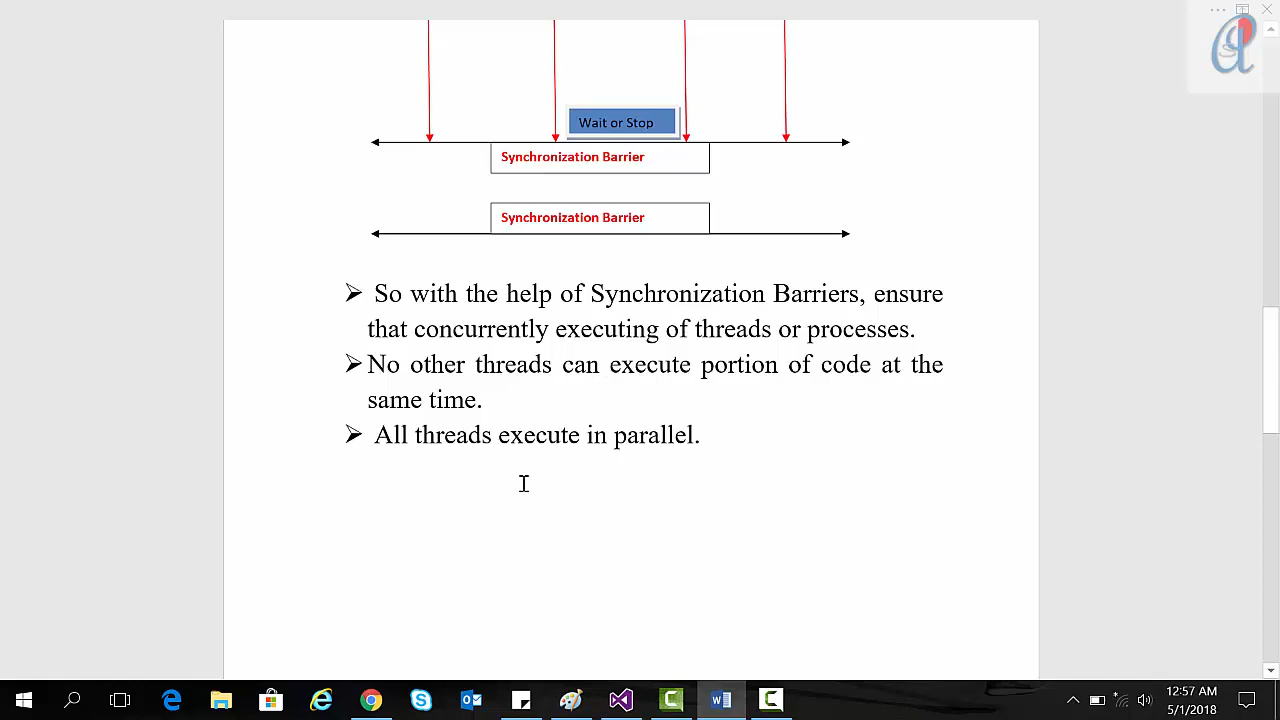 Wait or Stop
Synchronization Barrier
Synchronization Barrier
So with the help of Synchronization Barriers, ensure
that concurrently executing of threads or processes.
No other threads can execute portion of code at the
same time.
All threads execute in parallel.
12:57 AM
5/1/2018